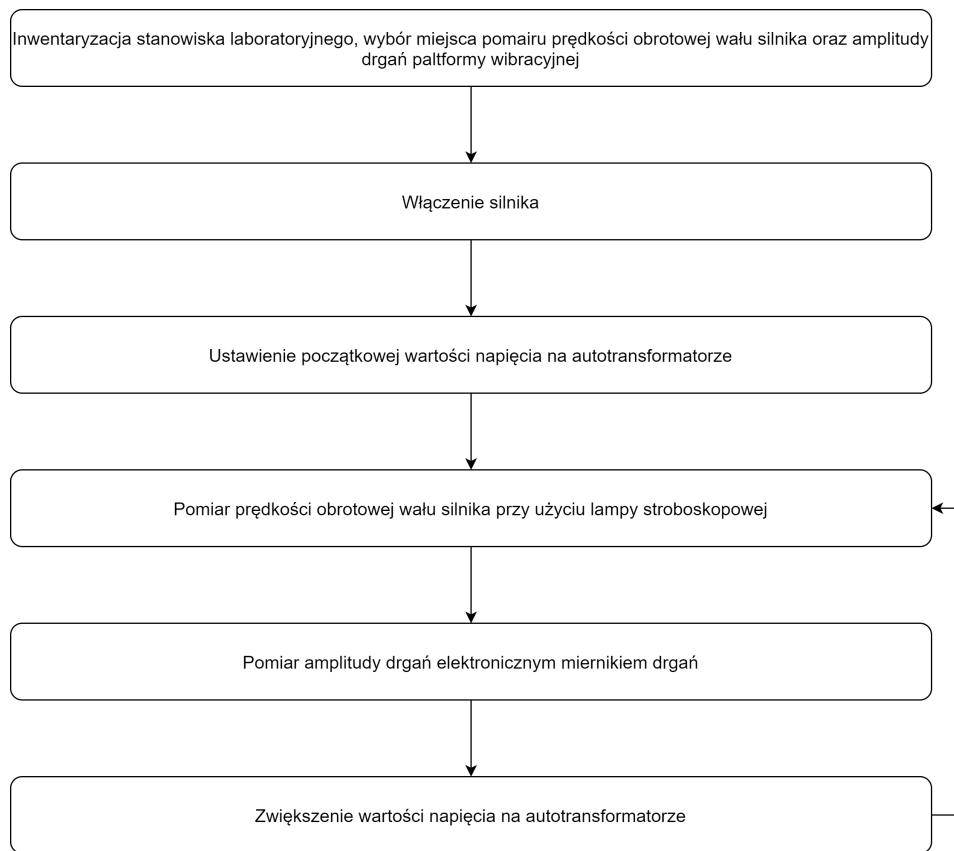 Inwentaryzacja stanowiska laboratoryjnego, wybór miejsca pomairu prędkości obrotowej wału silnika oraz amplitudy
drgań paltformy wibracyjnej
Włączenie silnika
Ustawienie początkowej wartości napięcia na autotransformatorze
Pomiar prędkości obrotowej wału silnika przy użyciu lampy stroboskopowej
Pomiar amplitudy drgań elektronicznym miernikiem drgań
Zwiększenie wartości napięcia na autotransformatorze